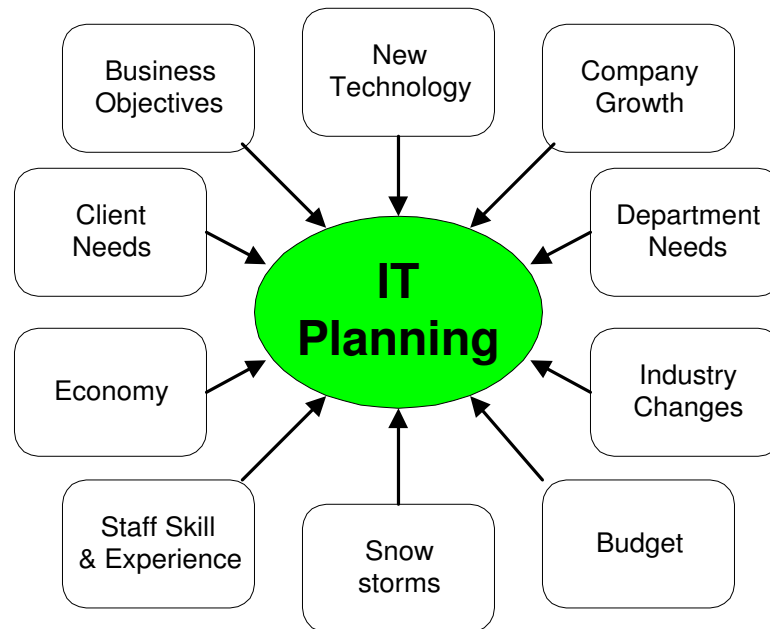 Business
Objectives
New
Technology
Company
Growth
Client
Needs
Department
Needs
IT
Planning
Economy
Industry
Changes
Staff Skill
& Experience
Snow
storms
Budget